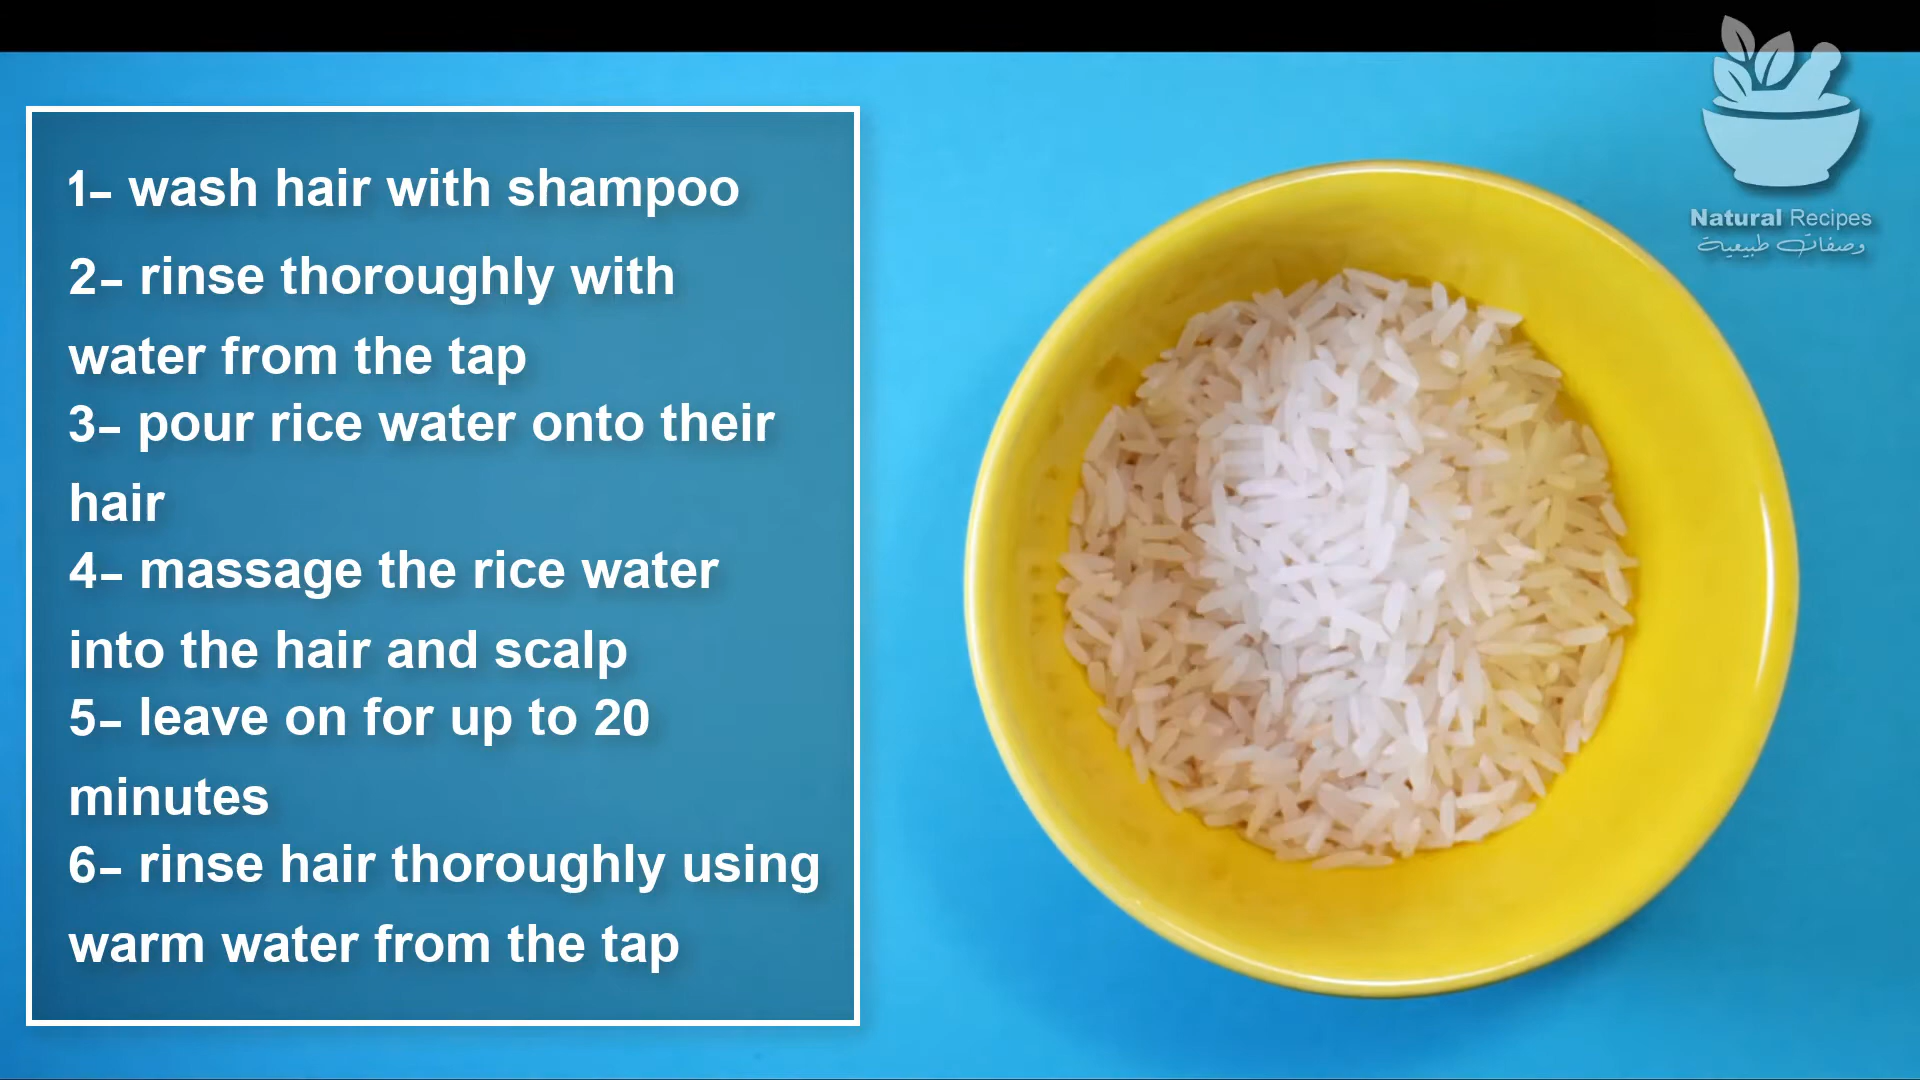 1- wash hair with shampoo
2- rinse thoroughly with
water from the tap
3- pour rice water onto their
hair
4- massage the rice water
into the hair and scalp
5- leave on for up to 20
minutes
6- rinse hair thoroughly using
warm water from the tap
Natural Recipes
وصفات طبيعية